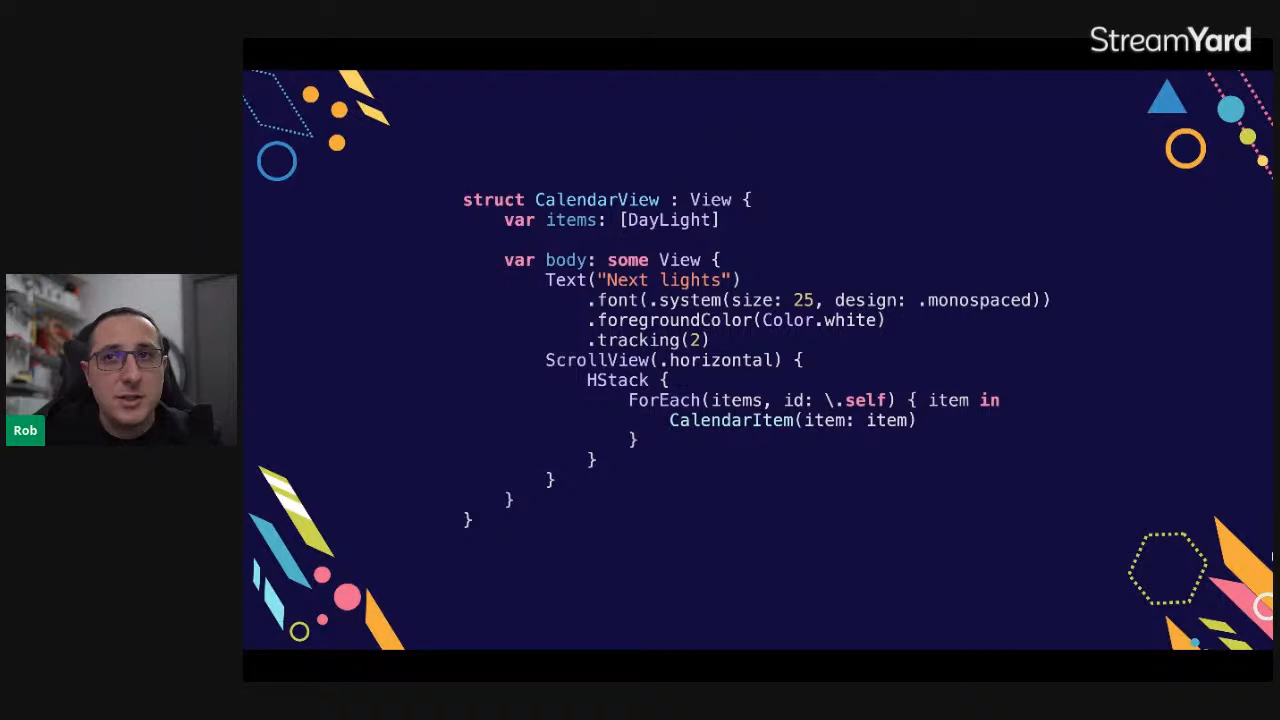 StreamYard
struct CalendarView : View {
    var items: [DayLight]

    var body: some View {
        Text("Next lights")
            .font(.system(size: 25, design: .monospaced))
            .foregroundColor(Color.white)
            .tracking(2)
        ScrollView(.horizontal) {
            HStack {
                ForEach(items, id: \.self) { item in
                    CalendarItem(item: item)
                }
            }
        }
    }
}
Rob